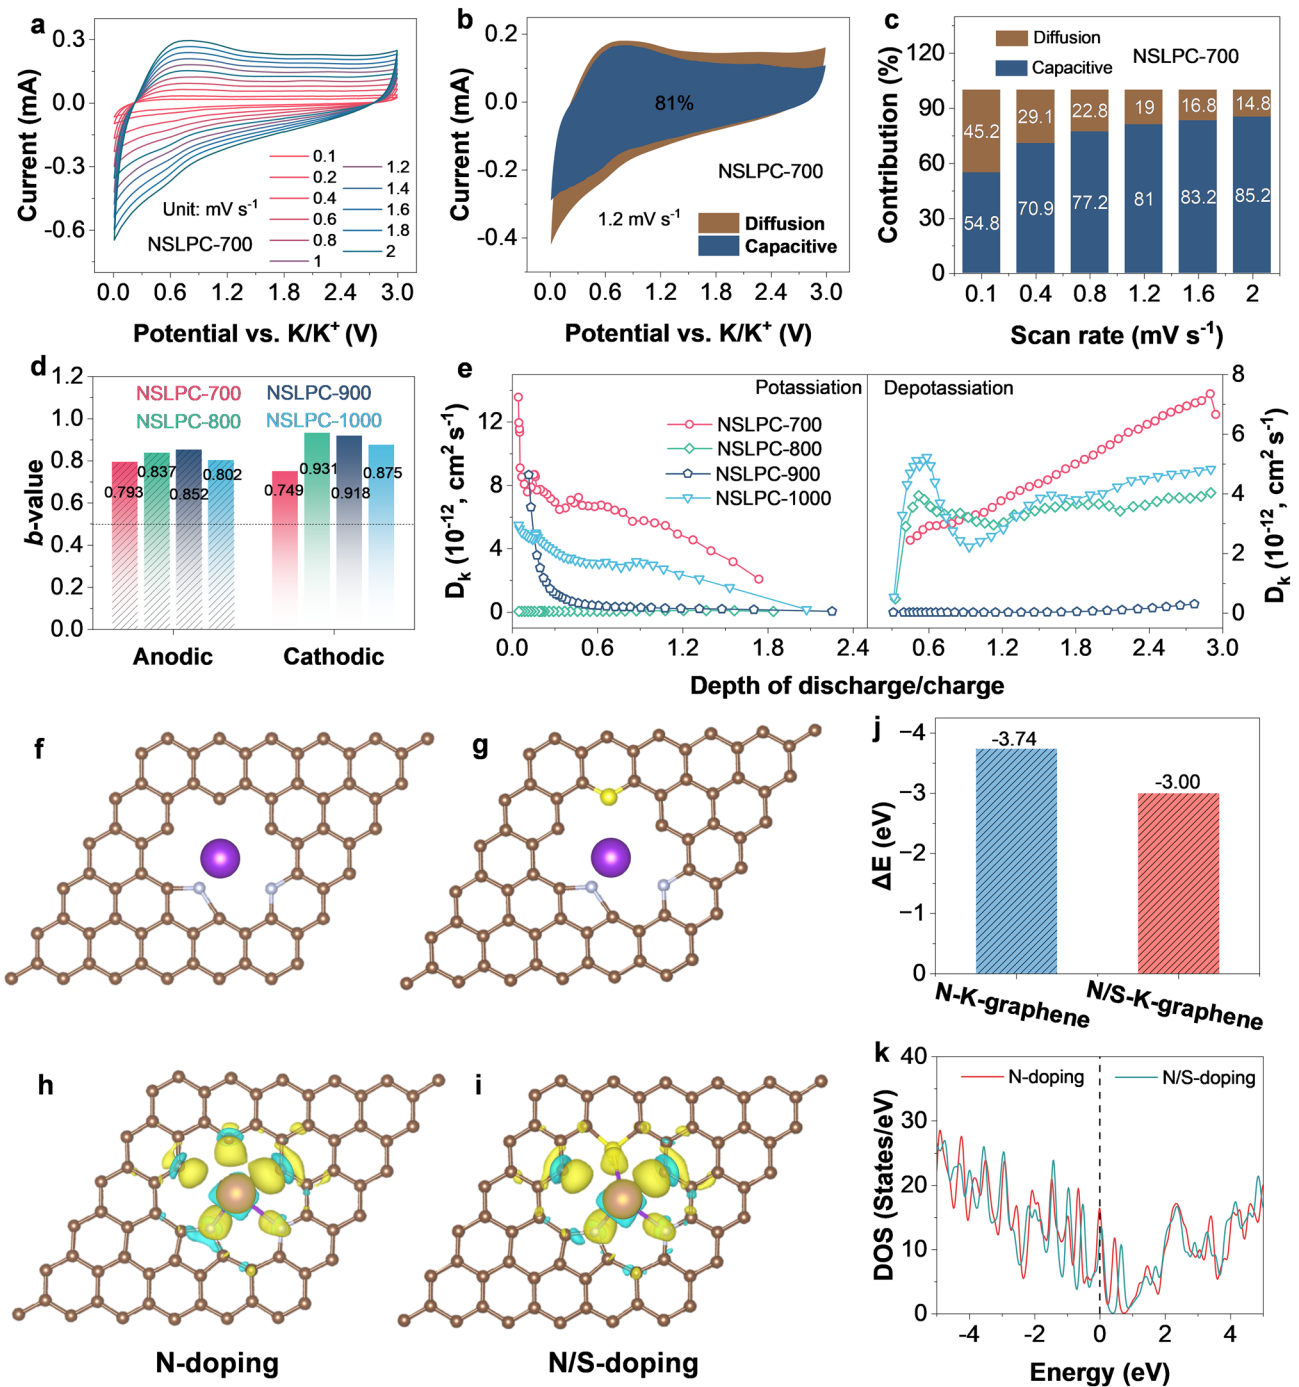 a
Current (mA)
0.3
0.0
-0.3
-0.6
Unit: mV s⁻¹
NSLPC-700
0.1
0.2
0.4
0.6
0.8
1
1.2
1.4
1.6
1.8
2
0.0 0.6 1.2 1.8 2.4 3.0
Potential vs. K/K⁺ (V)
b
Current (mA)
0.2
0.0
-0.2
-0.4
81%
NSLPC-700
1.2 mV s⁻¹
Diffusion
Capacitive
0.0 0.6 1.2 1.8 2.4 3.0
Potential vs. K/K⁺ (V)
c
Contribution (%)
120
90
60
30
0
Diffusion
Capacitive
NSLPC-700
45.2 29.1 22.8 19 16.8 14.8
54.8 70.9 77.2 81 83.2 85.2
0.1 0.4 0.8 1.2 1.6 2
Scan rate (mV s⁻¹)
d
b-value
1.2
1.0
0.8
0.6
0.4
0.2
0.0
NSLPC-700 NSLPC-900
NSLPC-800 NSLPC-1000
0.793 0.837 0.852 0.802
0.749 0.931 0.918 0.875
Anodic Cathodic
e
Dₖ (10⁻¹², cm² s⁻¹)
12
8
4
0
Potassiation
Depotassiation
NSLPC-700
NSLPC-800
NSLPC-900
NSLPC-1000
8
6
4
2
0
Dₖ (10⁻¹², cm² s⁻¹)
0.0 0.6 1.2 1.8 2.4 0.6 1.2 1.8 2.4 3.0
Depth of discharge/charge
f
g
j
ΔE (eV)
−4
−3
−2
−1
0
-3.74
-3.00
N-K-graphene
N/S-K-graphene
h
N-doping
i
N/S-doping
k
DOS (States/eV)
40
30
20
10
0
N-doping N/S-doping
-4 -2 0 2 4
Energy (eV)